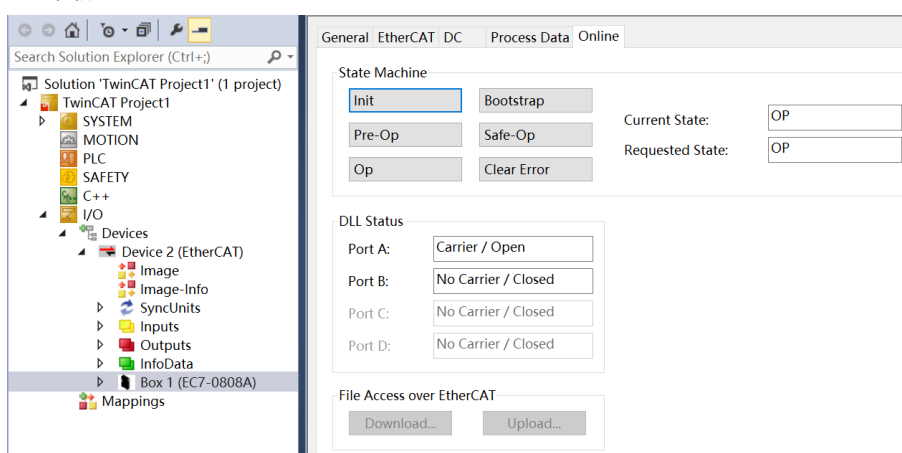 Search Solution Explorer (Ctrl+;)
Solution 'TwinCAT Project1' (1 project)
TwinCAT Project1
SYSTEM
MOTION
PLC
SAFETY
C++
I/O
Devices
Device 2 (EtherCAT)
Image
Image-Info
SyncUnits
Inputs
Outputs
InfoData
Box 1 (EC7-0808A)
Mappings
General EtherCAT DC Process Data Online
State Machine
Init Bootstrap
Pre-Op Safe-Op
Op Clear Error
Current State: OP
Requested State: OP
DLL Status
Port A: Carrier / Open
Port B: No Carrier / Closed
Port C: No Carrier / Closed
Port D: No Carrier / Closed
File Access over EtherCAT
Download... Upload...